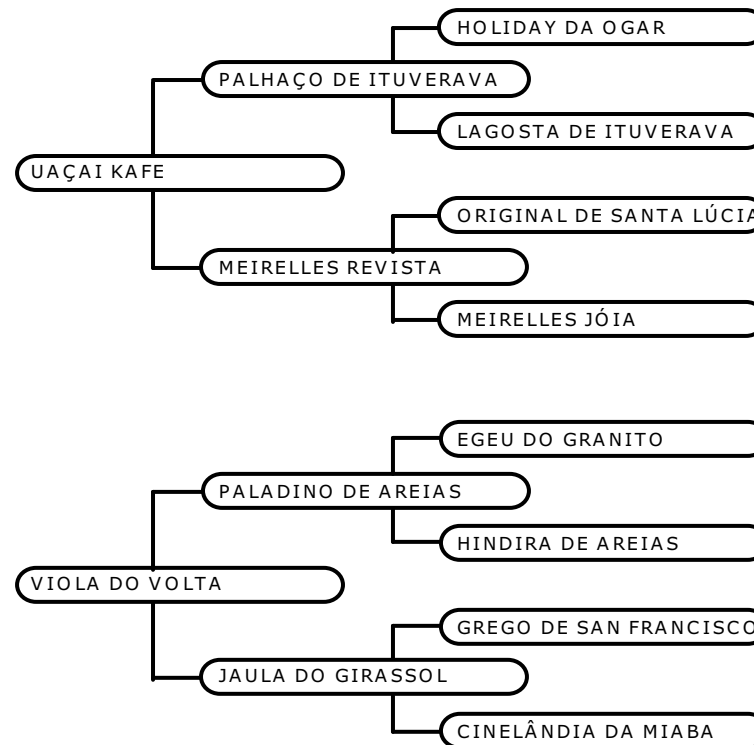 HOLIDAY DA OGAR
PALHAÇO DE ITUVERAVA
LAGOSTA DE ITUVERAVA
UAÇAI KAFE
ORIGINAL DE SANTA LÚCIA
MEIRELLES REVISTA
MEIRELLES JÓIA
EGEU DO GRANITO
PALADINO DE AREIAS
HINDIRA DE AREIAS
VIOLA DO VOLTA
GREGO DE SAN FRANCISCO
JAULA DO GIRASSOL
CINELÂNDIA DA MIABA